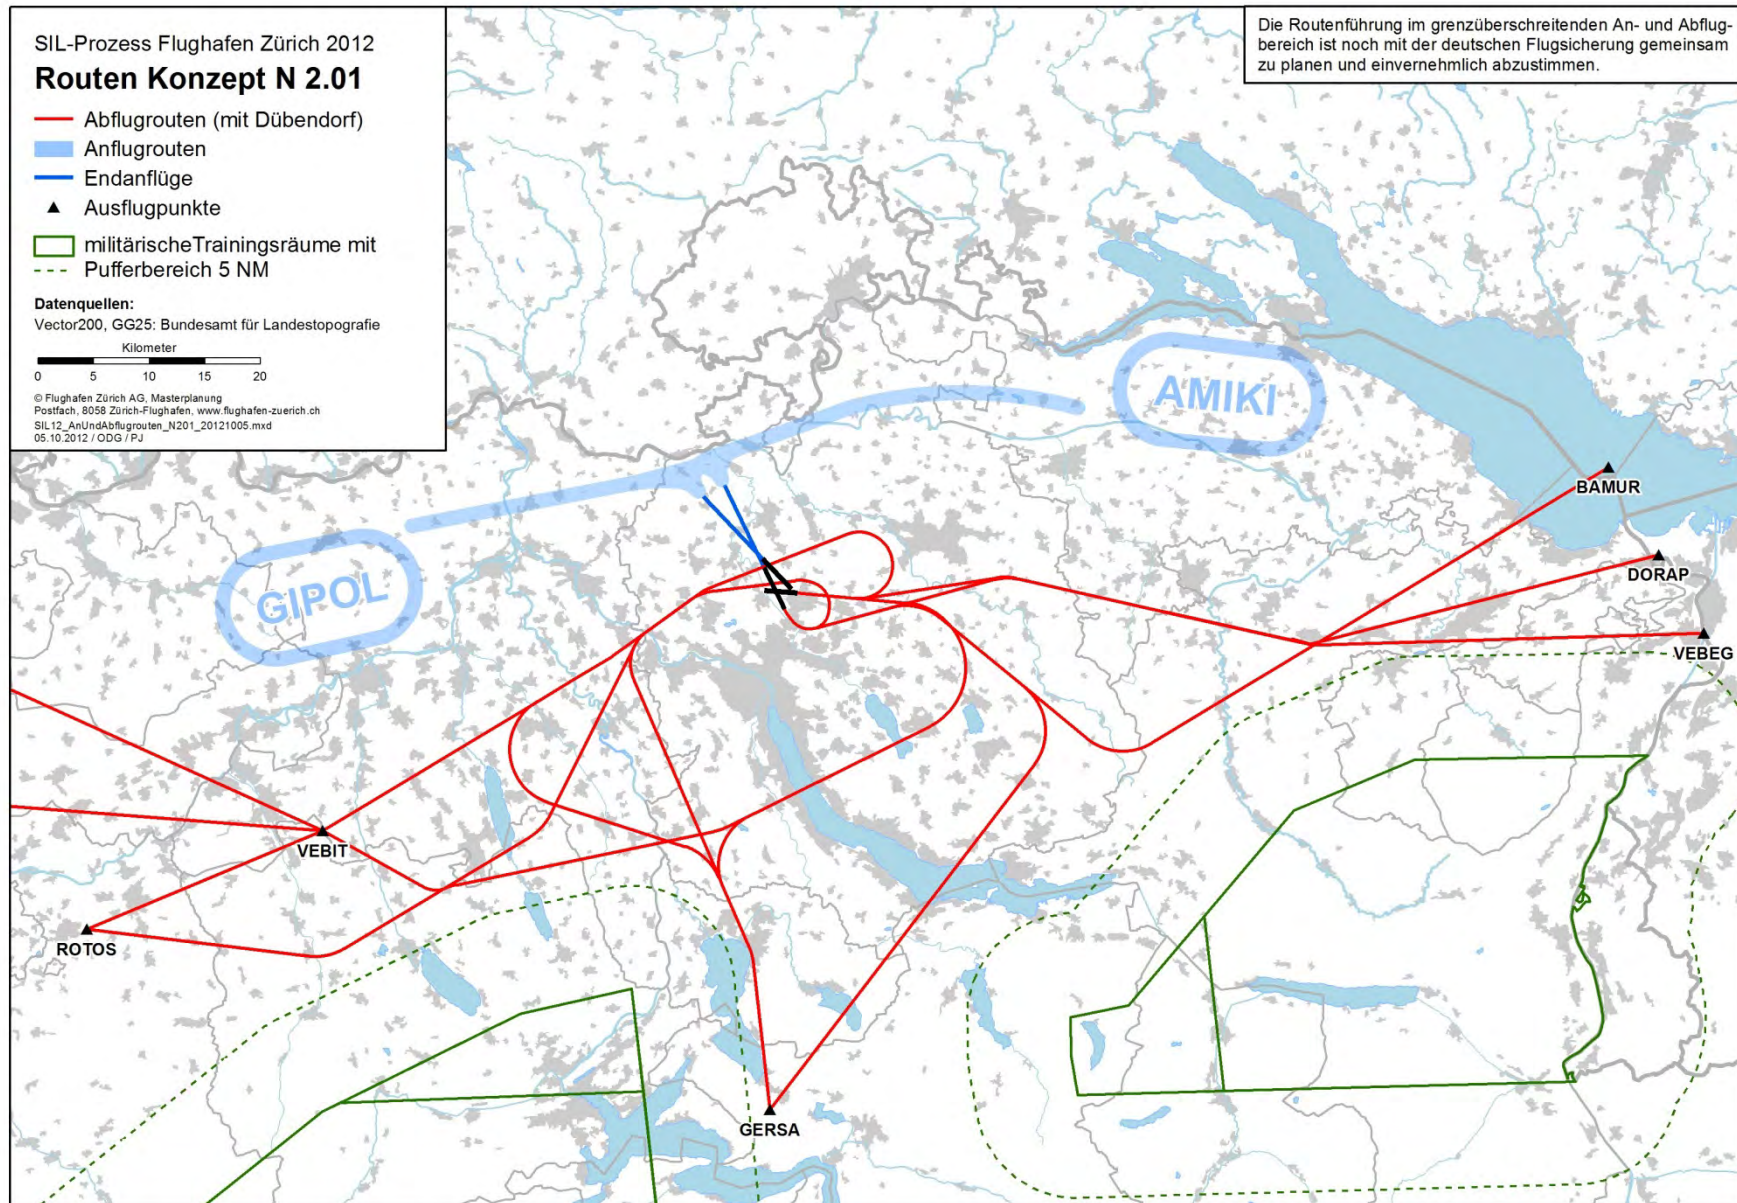 SIL-Prozess Flughafen Zürich 2012
Routen Konzept N 2.01
Abflugrouten (mit Dübendorf)
Anflugrouten
Endanflüge
Ausflugpunkte
militärischeTrainingsräume mit
Pufferbereich 5 NM
Datenquellen:
Vector200, GG25: Bundesamt für Landestopografie
Kilometer
0 5 10 15 20
© Flughafen Zürich AG, Masterplanung
Postfach, 8058 Zürich-Flughafen, www.flughafen-zuerich.ch
SIL12_AnUndAbflugrouten_N201_20121005.mxd
05.10.2012 / ODG / PJ
Die Routenführung im grenzüberschreitenden An- und Abflug-
bereich ist noch mit der deutschen Flugsicherung gemeinsam
zu planen und einvernehmlich abzustimmen.
AMIKI
BAMUR
DORAP
GIPOL
VEBEG
VEBIT
ROTOS
GERSA